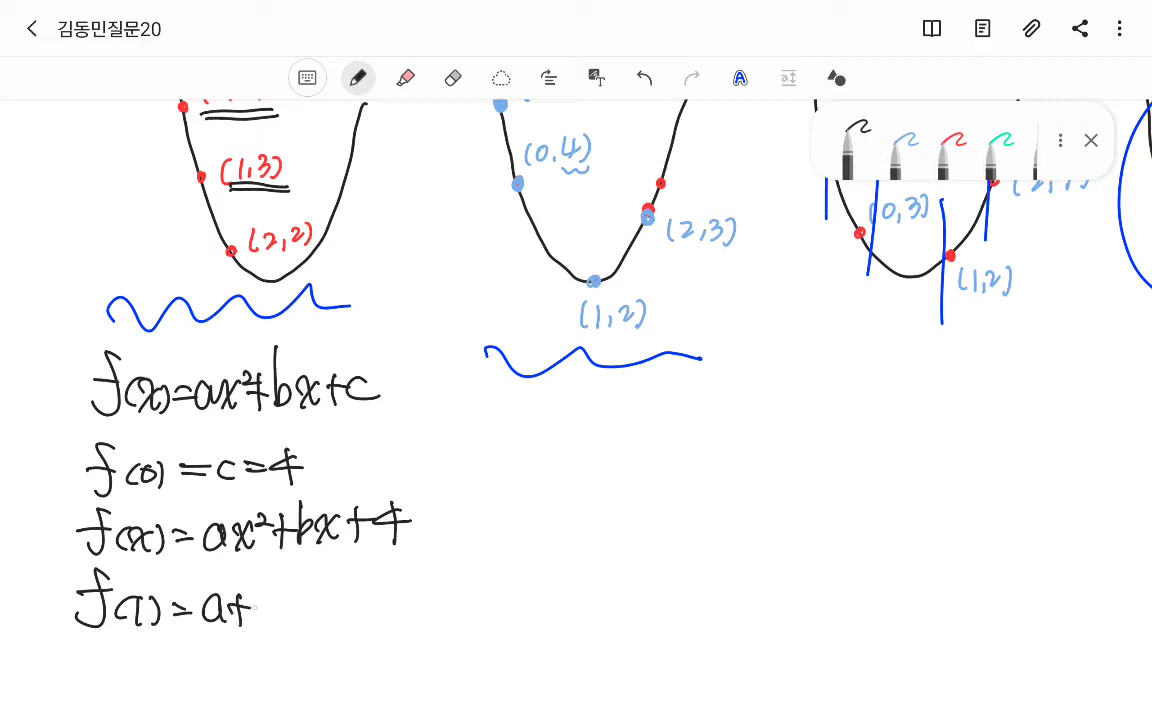 김동민질문20
(1,3)
(2,2)
(0.4)
(2,3)
(1,2)
(0,3)
(1,2)
f(x)=ax²+bx+c
f(0)=c=4
f(x)=ax²+bx+4
f(1)=a+